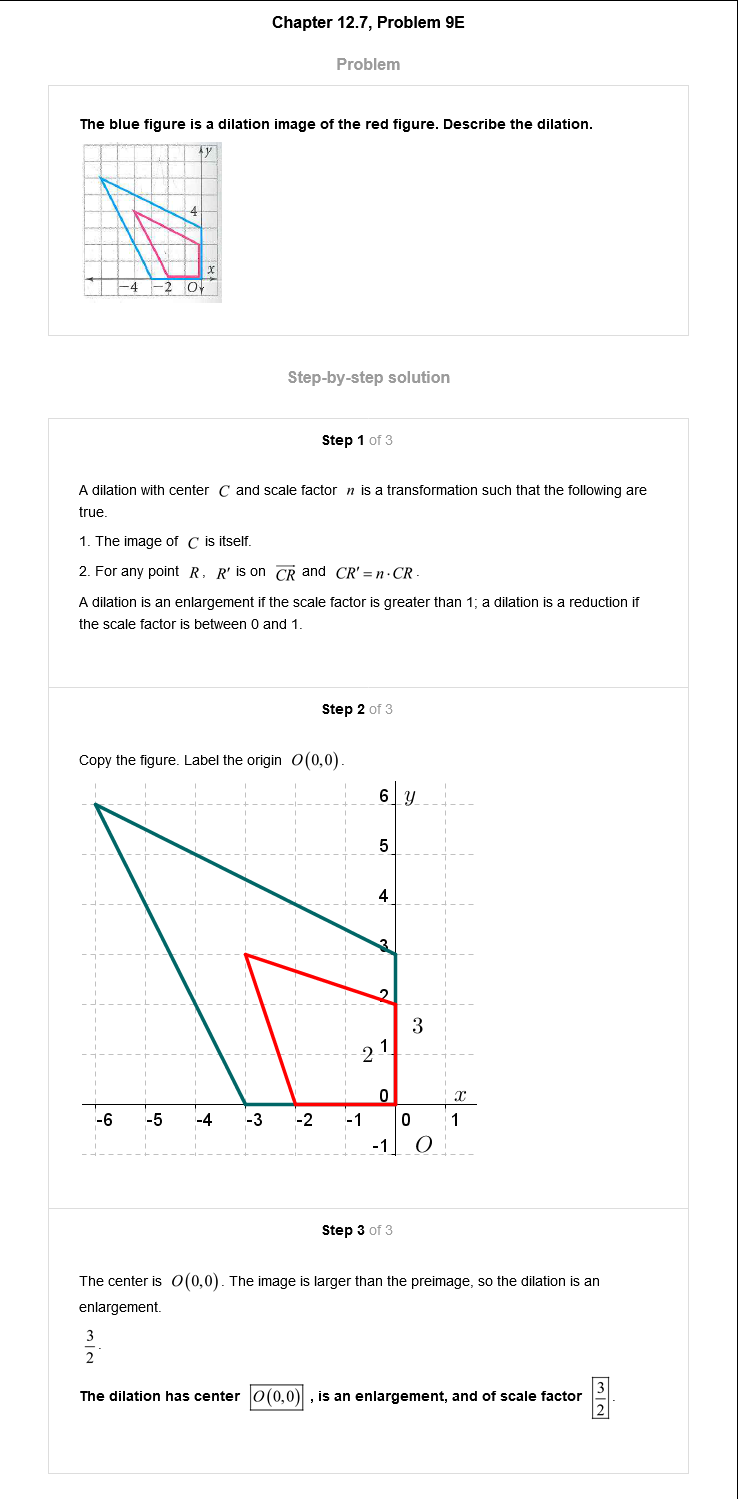 Chapter 12.7, Problem 9E
Problem
The blue figure is a dilation image of the red figure. Describe the dilation.
y
4
x
−4 −2 O
Step-by-step solution
Step 1 of 3
A dilation with center C and scale factor n is a transformation such that the following are
true.
1. The image of C is itself.
2. For any point R, R′ is on CR and CR′ = n · CR.
A dilation is an enlargement if the scale factor is greater than 1; a dilation is a reduction if
the scale factor is between 0 and 1.
Step 2 of 3
Copy the figure. Label the origin O(0,0).
6 y
5
4
3
2
3
2 1
0 x
-6 -5 -4 -3 -2 -1 0 1
-1 O
Step 3 of 3
The center is O(0,0). The image is larger than the preimage, so the dilation is an
enlargement.
3/2.
The dilation has center O(0,0), is an enlargement, and of scale factor 3/2.